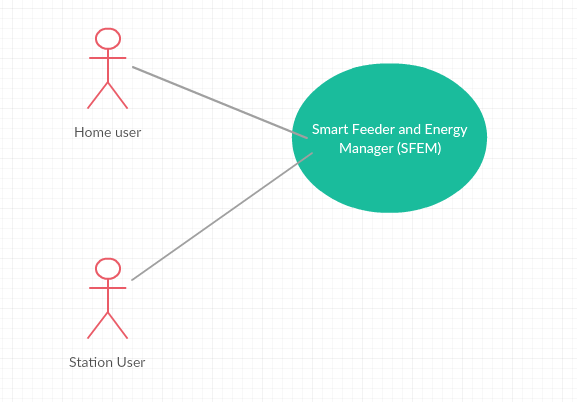 Home user
Smart Feeder and Energy
Manager (SFEM)
Station User